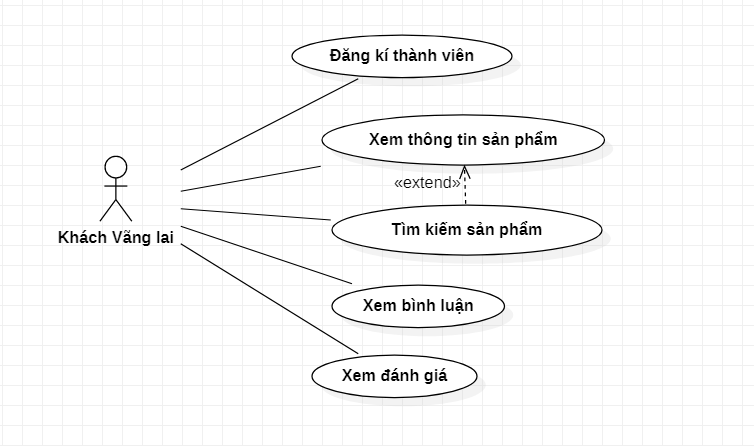 Đăng kí thành viên
Xem thông tin sản phẩm
«extend»
Tìm kiếm sản phẩm
Khách Vãng lai
Xem bình luận
Xem đánh giá